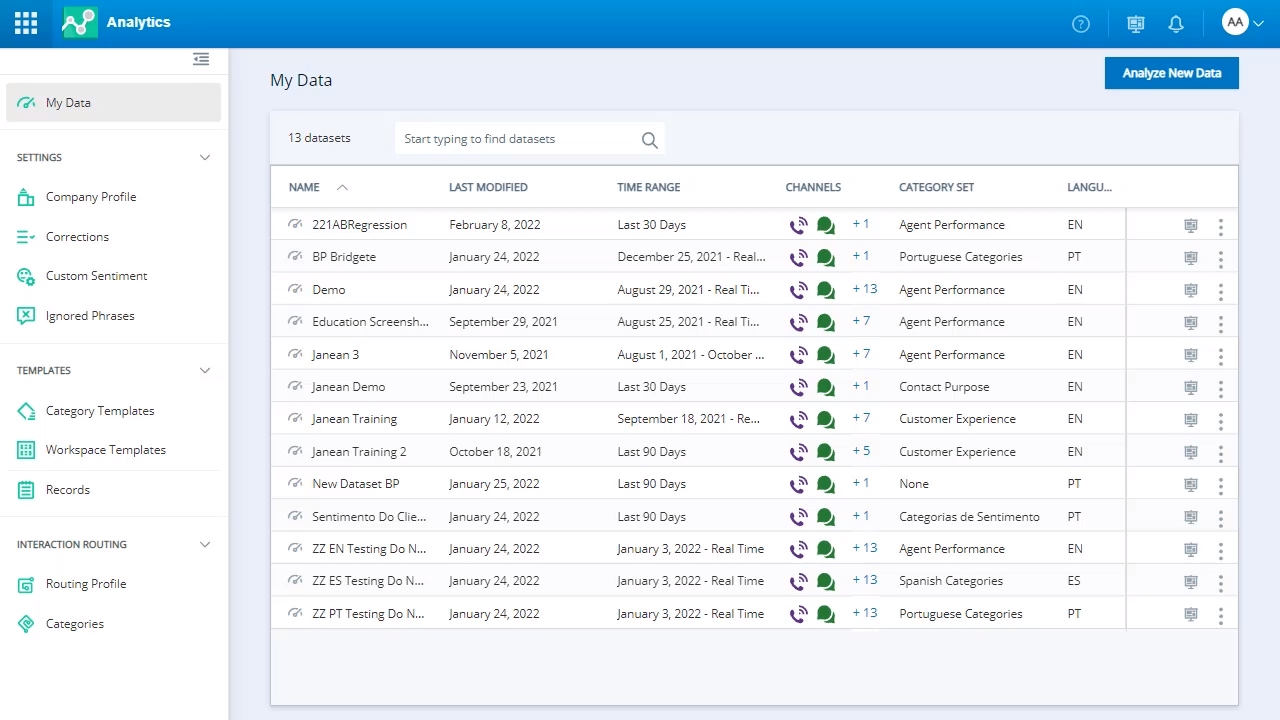 Analytics
?
AA
My Data
Analyze New Data
My Data
13 datasets
Start typing to find datasets
SETTINGS
Company Profile
Corrections
Custom Sentiment
Ignored Phrases
TEMPLATES
Category Templates
Workspace Templates
Records
INTERACTION ROUTING
Routing Profile
Categories
NAME LAST MODIFIED TIME RANGE CHANNELS CATEGORY SET LANGU...
221ABRegression February 8, 2022 Last 30 Days + 1 Agent Performance EN
BP Bridgete January 24, 2022 December 25, 2021 - Real... + 1 Portuguese Categories PT
Demo January 24, 2022 August 29, 2021 - Real Ti... + 13 Agent Performance EN
Education Screensh... September 29, 2021 August 25, 2021 - Real Ti... + 7 Agent Performance EN
Janean 3 November 5, 2021 August 1, 2021 - October ... + 7 Agent Performance EN
Janean Demo September 23, 2021 Last 30 Days + 1 Contact Purpose EN
Janean Training January 12, 2022 September 18, 2021 - Re... + 7 Customer Experience EN
Janean Training 2 October 18, 2021 Last 90 Days + 5 Customer Experience EN
New Dataset BP January 25, 2022 Last 90 Days + 1 None PT
Sentimento Do Clie... January 24, 2022 Last 90 Days + 1 Categorias de Sentimento PT
ZZ EN Testing Do N... January 24, 2022 January 3, 2022 - Real Time + 13 Agent Performance EN
ZZ ES Testing Do N... January 24, 2022 January 3, 2022 - Real Time + 13 Spanish Categories ES
ZZ PT Testing Do N... January 24, 2022 January 3, 2022 - Real Time + 13 Portuguese Categories PT